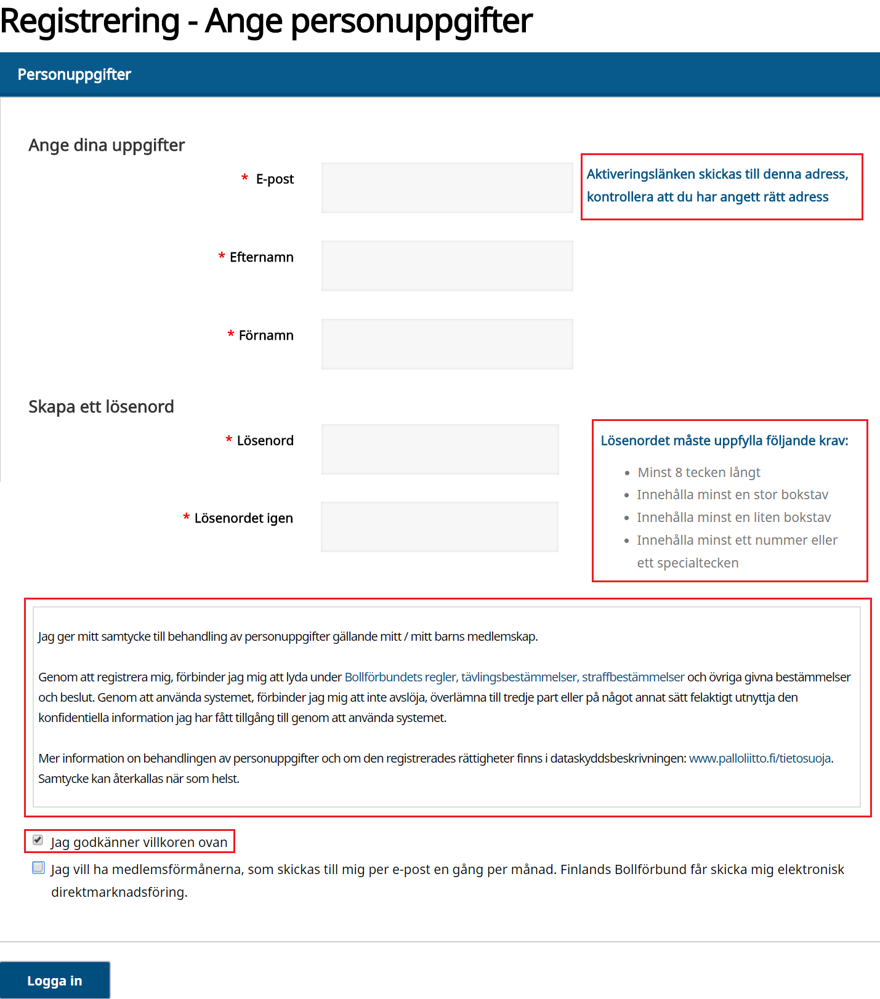 Registrering - Ange personuppgifter
Personuppgifter
Ange dina uppgifter
* E-post
Aktiveringslänken skickas till denna adress,
kontrollera att du har angett rätt adress
* Efternamn
* Förnamn
Skapa ett lösenord
* Lösenord
Lösenordet måste uppfylla följande krav:
• Minst 8 tecken långt
• Innehålla minst en stor bokstav
• Innehålla minst en liten bokstav
• Innehålla minst ett nummer eller
ett specialtecken
* Lösenordet igen
Jag ger mitt samtycke till behandling av personuppgifter gällande mitt / mitt barns medlemskap.
Genom att registrera mig, förbinder jag mig att lyda under Bollförbundets regler, tävlingsbestämmelser, straffbestämmelser och övriga givna bestämmelser
och beslut. Genom att använda systemet, förbinder jag mig att inte avslöja, överlämna till tredje part eller på något annat sätt felaktigt utnyttja den
konfidentiella information jag har fått tillgång till genom att använda systemet.
Mer information on behandlingen av personuppgifter och om den registrerades rättigheter finns i dataskyddsbeskrivningen: www.palloliitto.fi/tietosuoja.
Samtycke kan återkallas när som helst.
Jag godkänner villkoren ovan
Jag vill ha medlemsförmånerna, som skickas till mig per e-post en gång per månad. Finlands Bollförbund får skicka mig elektronisk
direktmarknadsföring.
Logga in